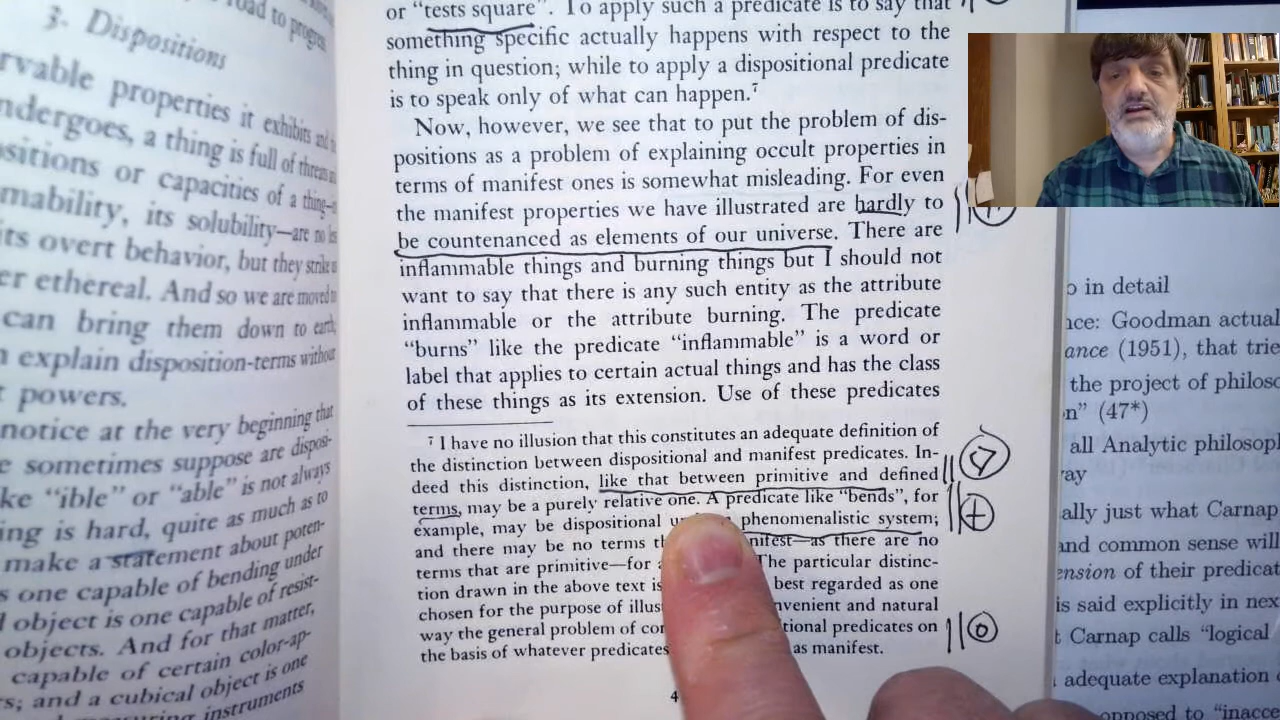 road to progress
3- Dispositions
rvable properties it exhibits and
ndergoes, a thing is full of threats
sitions or capacities of a thing—
mability, its solubility—are no
its overt behavior, but they strike
er ethereal. And so we are moved
can bring them down to earth;
n explain disposition-terms without
t powers.
notice at the very beginning that
e sometimes suppose are disposi-
ke "ible" or "able" is not always
ing is hard, quite as much as to
make a statement about poten-
s one capable of bending under
l object is one capable of resist-
objects. And for that matter,
capable of certain color-ap-
s; and a cubical object is one
measuring instruments
or "tests square". To apply such a predicate is to say that
something specific actually happens with respect to the
thing in question; while to apply a dispositional predicate
is to speak only of what can happen.7
Now, however, we see that to put the problem of dis-
positions as a problem of explaining occult properties in
terms of manifest ones is somewhat misleading. For even
the manifest properties we have illustrated are hardly to
be countenanced as elements of our universe. There are
inflammable things and burning things but I should not
want to say that there is any such entity as the attribute
inflammable or the attribute burning. The predicate
"burns" like the predicate "inflammable" is a word or
label that applies to certain actual things and has the class
of these things as its extension. Use of these predicates
7 I have no illusion that this constitutes an adequate definition of
the distinction between dispositional and manifest predicates. In-
deed this distinction, like that between primitive and defined
terms, may be a purely relative one. A predicate like "bends", for
example, may be dispositional phenomenalistic system;
and there may be no terms nifest—as there are no
terms that are primitive—for The particular distinc-
tion drawn in the above text is best regarded as one
chosen for the purpose of illus nvenient and natural
way the general problem of con tional predicates on
the basis of whatever predicates as manifest.
4
o in detail
nce: Goodman actual
ance (1951), that trie
the project of philoso
n" (47*)
all Analytic philosop
ay
ally just what Carnap
and common sense will
ension of their predicat
is said explicitly in nex
t Carnap calls "logical
adequate explanation
opposed to "inacce